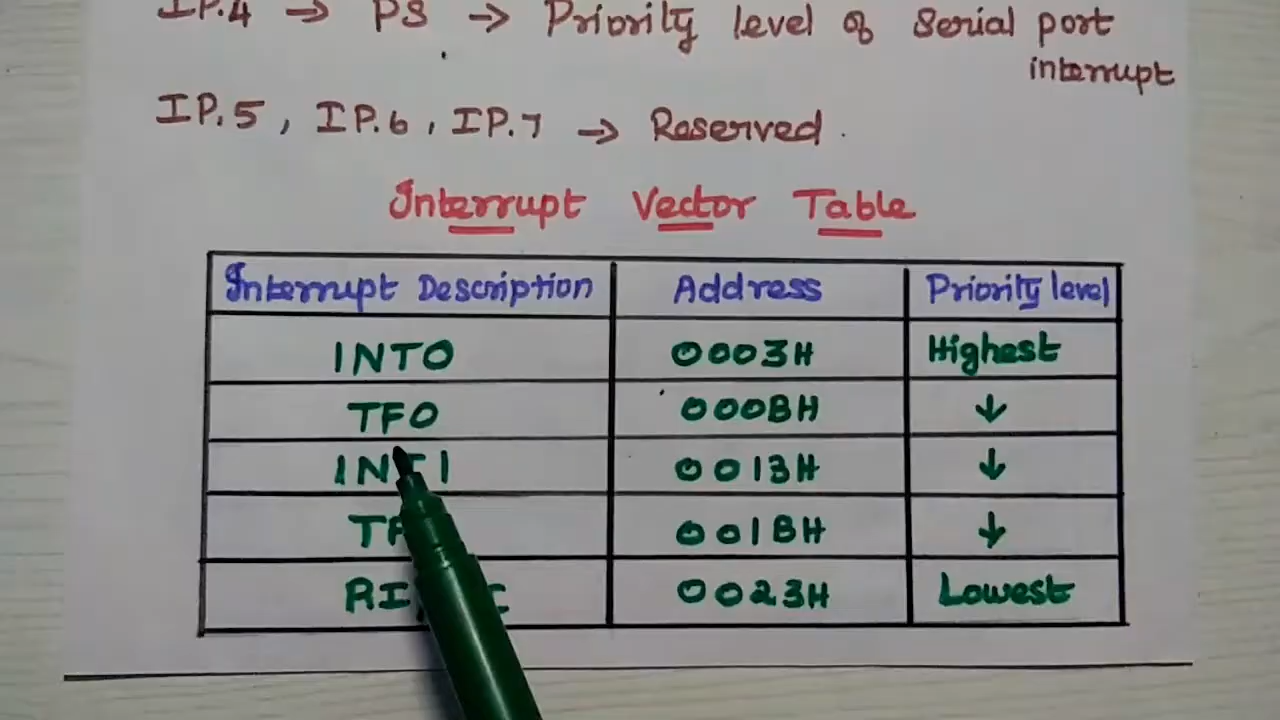 IP.4 → PS → Priority level of Serial port
interrupt
IP.5, IP.6, IP.7 → Reserved.
Interrupt Vector Table
Interrupt Description Address Priority level
INT0 0003H Highest
TF0 000BH ↓
INT1 0013H ↓
001BH ↓
0023H Lowest